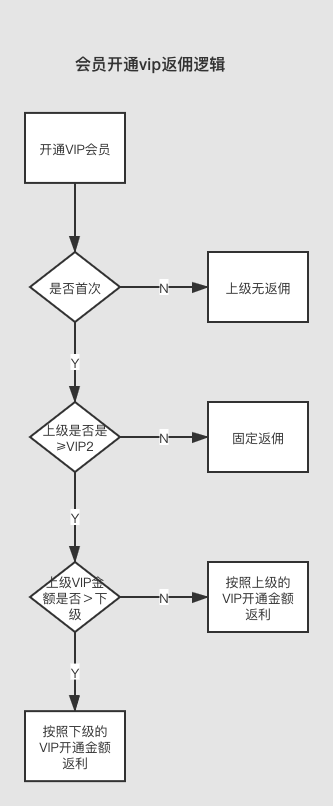 会员开通vip返佣逻辑
开通VIP会员
是否首次
N
上级无返佣
Y
上级是否是
≥VIP2
N
固定返佣
Y
上级VIP金
额是否＞下
级
N
按照上级的
VIP开通金额
返利
Y
按照下级的
VIP开通金额
返利